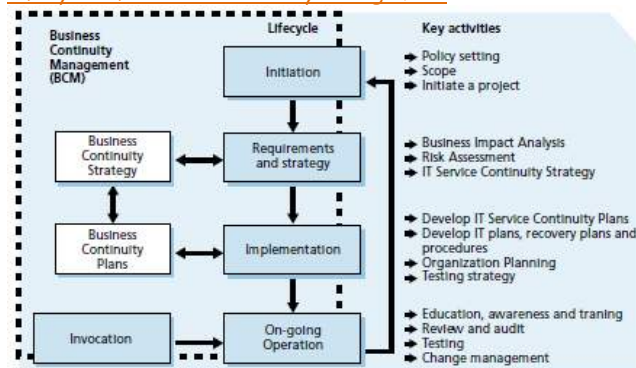 Business
Continuity
Management
(BCM)
Lifecycle
Key activities
Initiation
Policy setting
Scope
Initiate a project
Business
Continuity
Strategy
Requirements
and strategy
Business Impact Analysis
Risk Assessment
IT Service Continuity Strategy
Business
Continuity
Plans
Implementation
Develop IT Service Continuity Plans
Develop IT plans, recovery plans and
procedures
Organization Planning
Testing strategy
Invocation
On-going
Operation
Education, awareness and traning
Review and audit
Testing
Change management